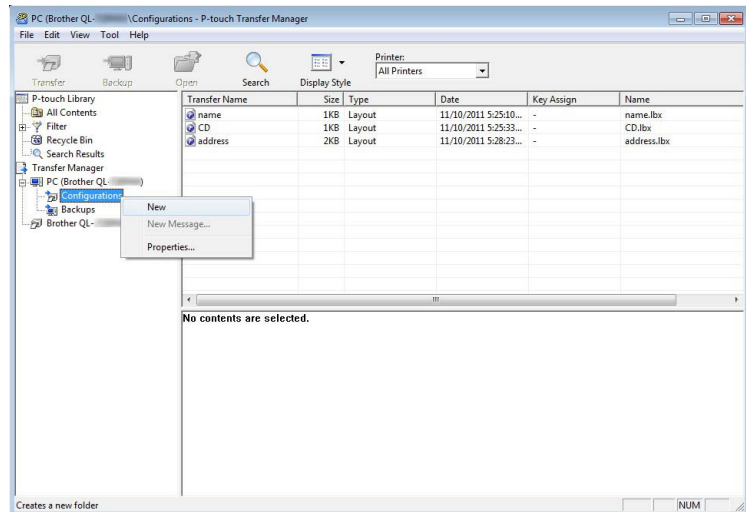 PC (Brother QL- \Configurations - P-touch Transfer Manager
File Edit View Tool Help
Transfer Backup Open Search Display Style
Printer:
All Printers
P-touch Library
All Contents
Filter
Recycle Bin
Search Results
Transfer Manager
PC (Brother QL- )
Configurations
Backups
Brother QL-
New
New Message...
Properties...
Transfer Name Size Type Date Key Assign Name
name 1KB Layout 11/10/2011 5:25:10... - name.lbx
CD 1KB Layout 11/10/2011 5:25:33... - CD.lbx
address 2KB Layout 11/10/2011 5:28:23... - address.lbx
No contents are selected.
Creates a new folder
NUM